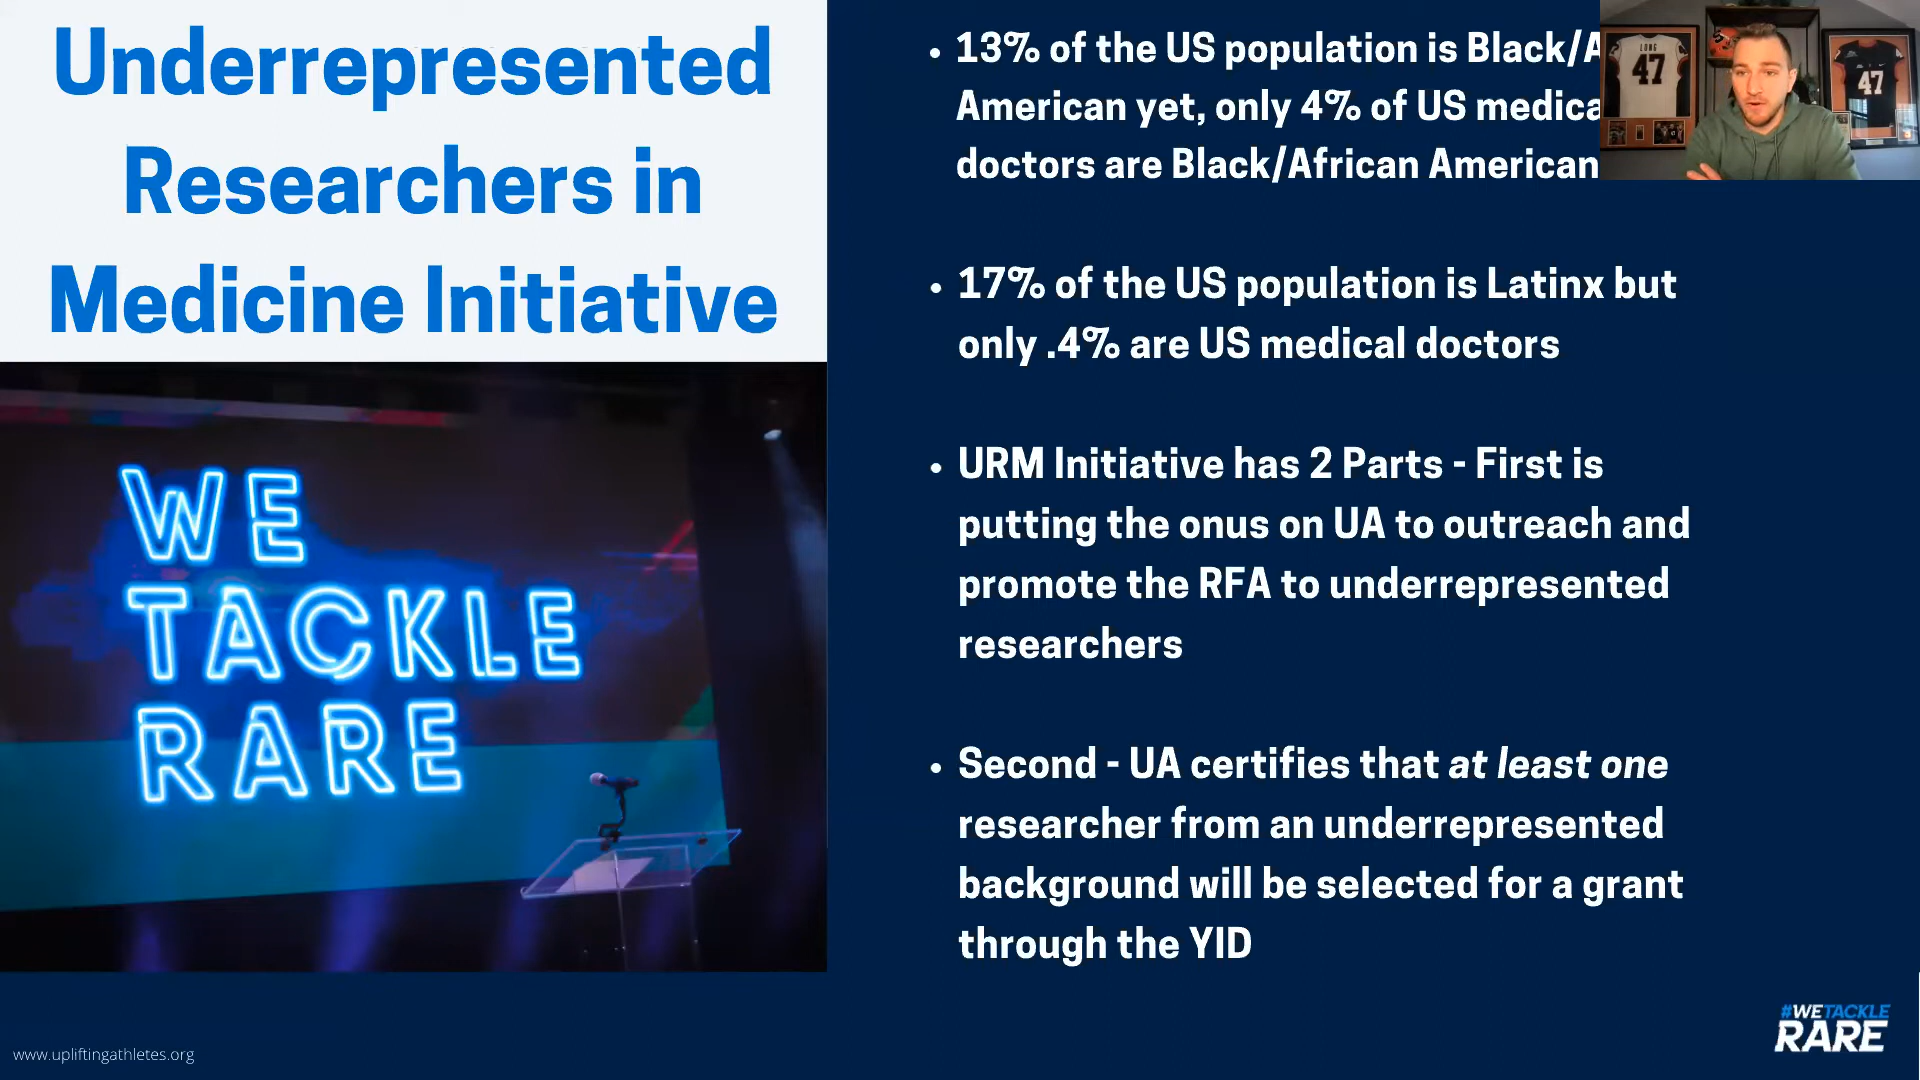 Underrepresented
Researchers in
Medicine Initiative
WE
TACKLE
RARE
• 13% of the US population is Black/A
American yet, only 4% of US medica
doctors are Black/African American
• 17% of the US population is Latinx but
only .4% are US medical doctors
• URM Initiative has 2 Parts - First is
putting the onus on UA to outreach and
promote the RFA to underrepresented
researchers
• Second - UA certifies that at least one
researcher from an underrepresented
background will be selected for a grant
through the YID
LONG
47
47
#WETACKLE
RARE
www.upliftingathletes.org